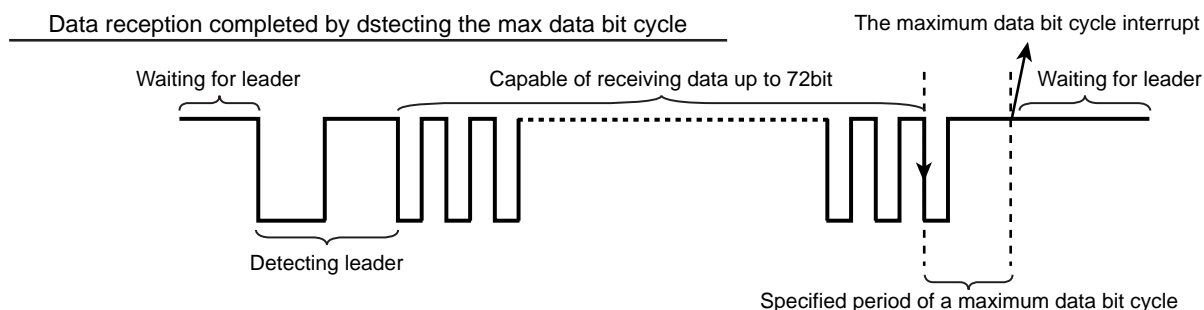 Data reception completed by dstecting the max data bit cycle
The maximum data bit cycle interrupt
Waiting for leader
Capable of receiving data up to 72bit
Waiting for leader
Detecting leader
Specified period of a maximum data bit cycle